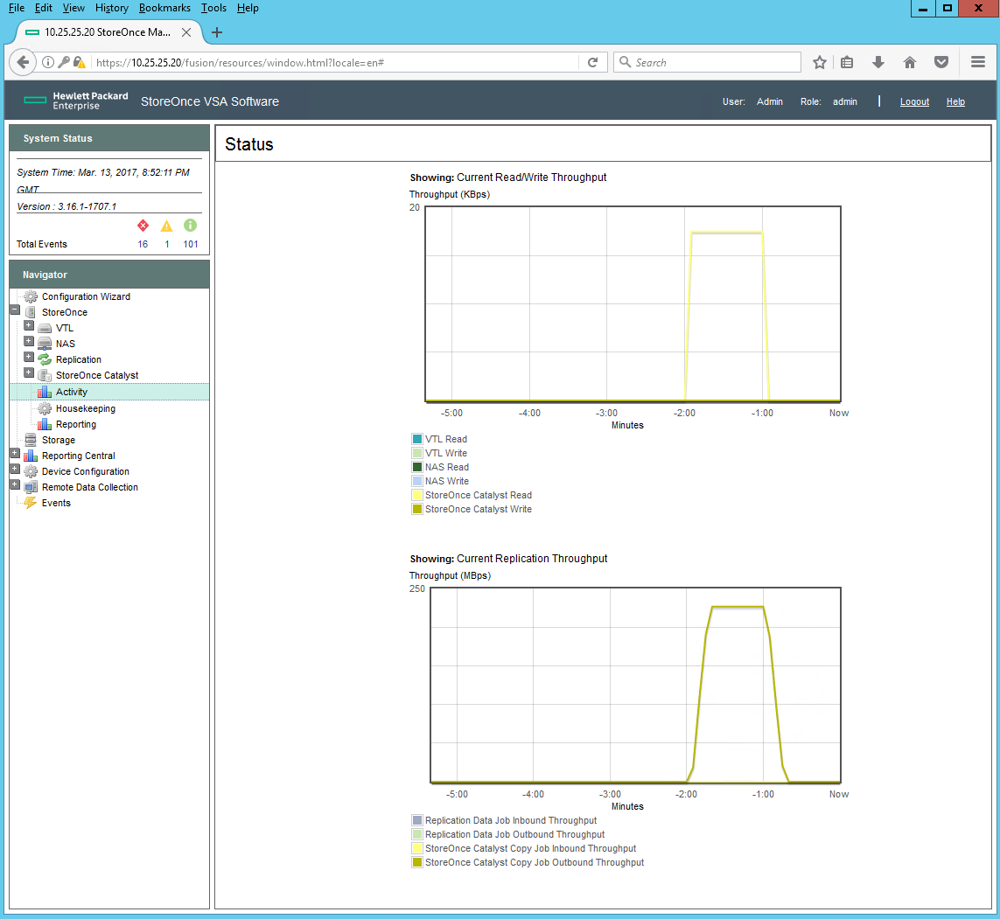 File Edit View History Bookmarks Tools Help
10.25.25.20 StoreOnce Ma...
https://10.25.25.20/fusion/resources/window.html?locale=en#
Search
Hewlett Packard
Enterprise
StoreOnce VSA Software
User: Admin Role: admin | Logout Help
System Status
System Time: Mar. 13, 2017, 8:52:11 PM
GMT
Version : 3.16.1-1707.1
Total Events 16 1 101
Navigator
Configuration Wizard
StoreOnce
VTL
NAS
Replication
StoreOnce Catalyst
Activity
Housekeeping
Reporting
Storage
Reporting Central
Device Configuration
Remote Data Collection
Events
Status
Showing: Current Read/Write Throughput
Throughput (KBps)
20
-5:00 -4:00 -3:00 -2:00 -1:00 Now
Minutes
VTL Read
VTL Write
NAS Read
NAS Write
StoreOnce Catalyst Read
StoreOnce Catalyst Write
Showing: Current Replication Throughput
Throughput (MBps)
250
-5:00 -4:00 -3:00 -2:00 -1:00 Now
Minutes
Replication Data Job Inbound Throughput
Replication Data Job Outbound Throughput
StoreOnce Catalyst Copy Job Inbound Throughput
StoreOnce Catalyst Copy Job Outbound Throughput